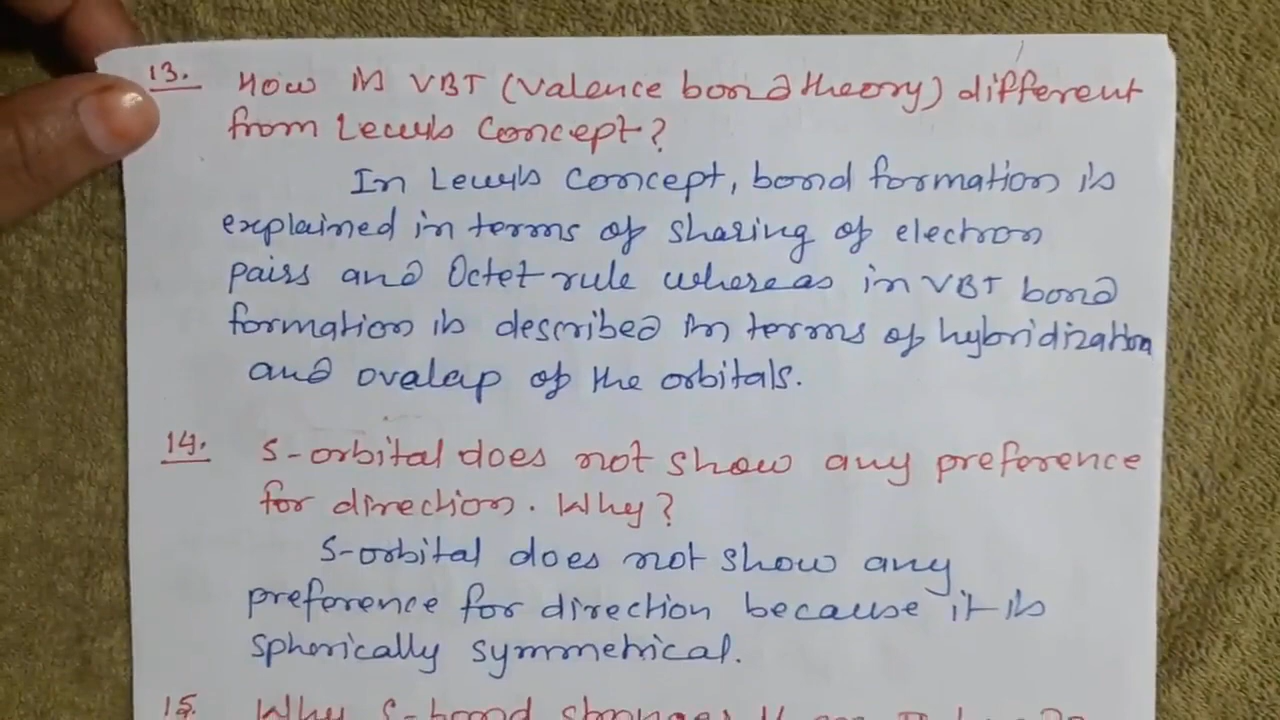 13. How is VBT (Valence bond theory) different
from Lewis Concept?
In Lewis Concept, bond formation is
explained in terms of sharing of electron
pairs and Octet rule whereas in VBT bond
formation is described in terms of hybridization
and ovalap of the orbitals.
14. S-orbital does not show any preference
for direction. Why?
S-orbital does not show any
preference for direction because it is
spherically symmetrical.
15. Why